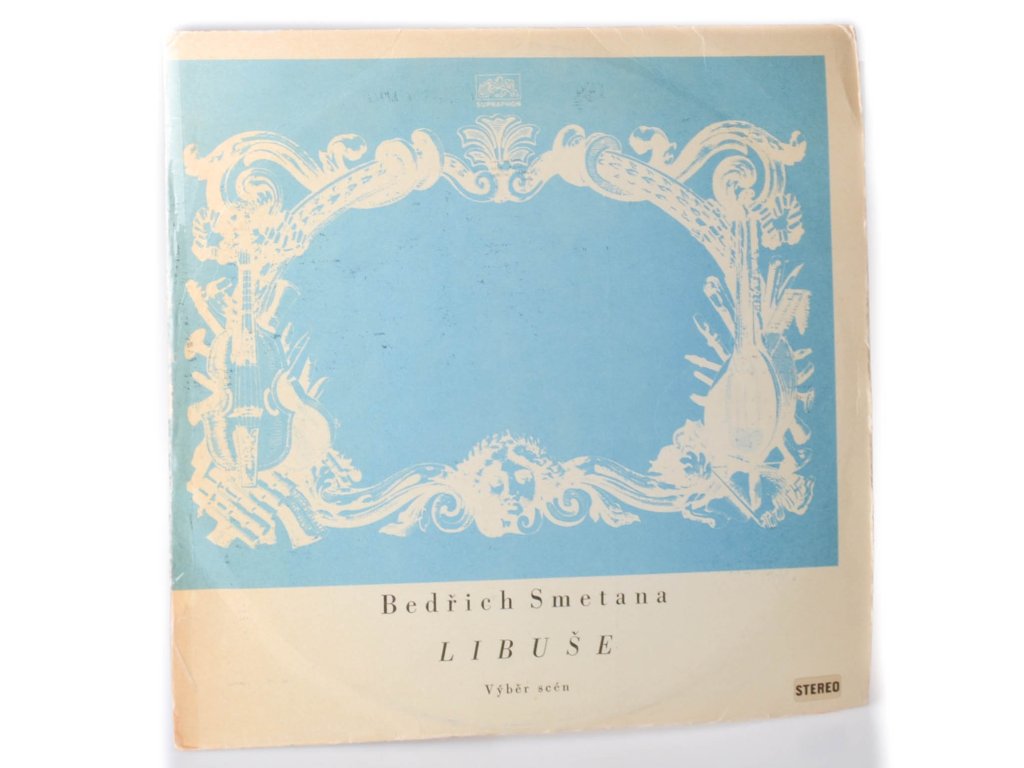 SUPRAPHON
Bedřich Smetana
LIBUŠE
Výběr scén
STEREO